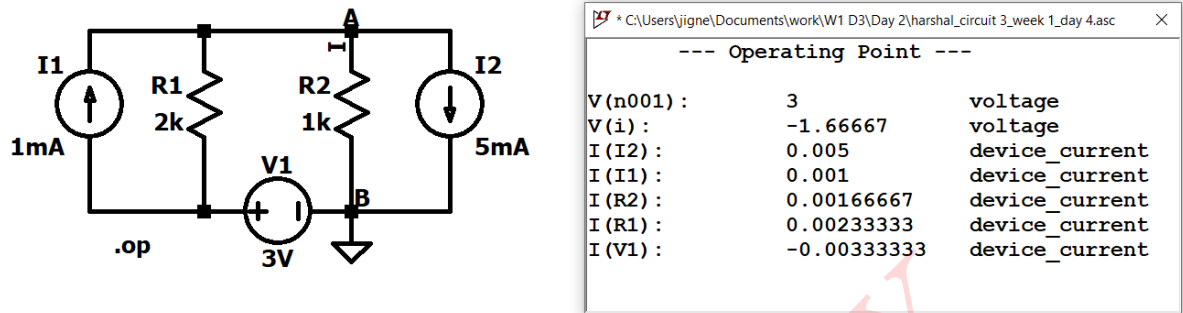 A
I
I1
R1
R2
I2
2k
1k
1mA
5mA
V1
B
+ −
.op
3V
* C:\Users\jigne\Documents\work\W1 D3\Day 2\harshal_circuit 3_week 1_day 4.asc
--- Operating Point ---
V(n001): 3 voltage
V(i): -1.66667 voltage
I(I2): 0.005 device_current
I(I1): 0.001 device_current
I(R2): 0.00166667 device_current
I(R1): 0.00233333 device_current
I(V1): -0.00333333 device_current